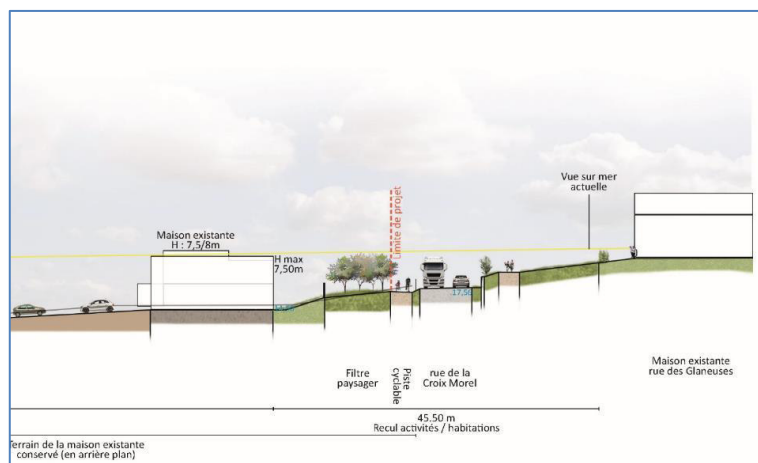 Vue sur mer
actuelle
Limite de projet
Maison existante
H : 7,5/8m
H max
7,50m
17,56
Filtre
paysager
Piste
cyclable
rue de la
Croix Morel
Maison existante
rue des Glaneuses
45.50 m
Recul activités / habitations
Terrain de la maison existante
conservé (en arrière plan)